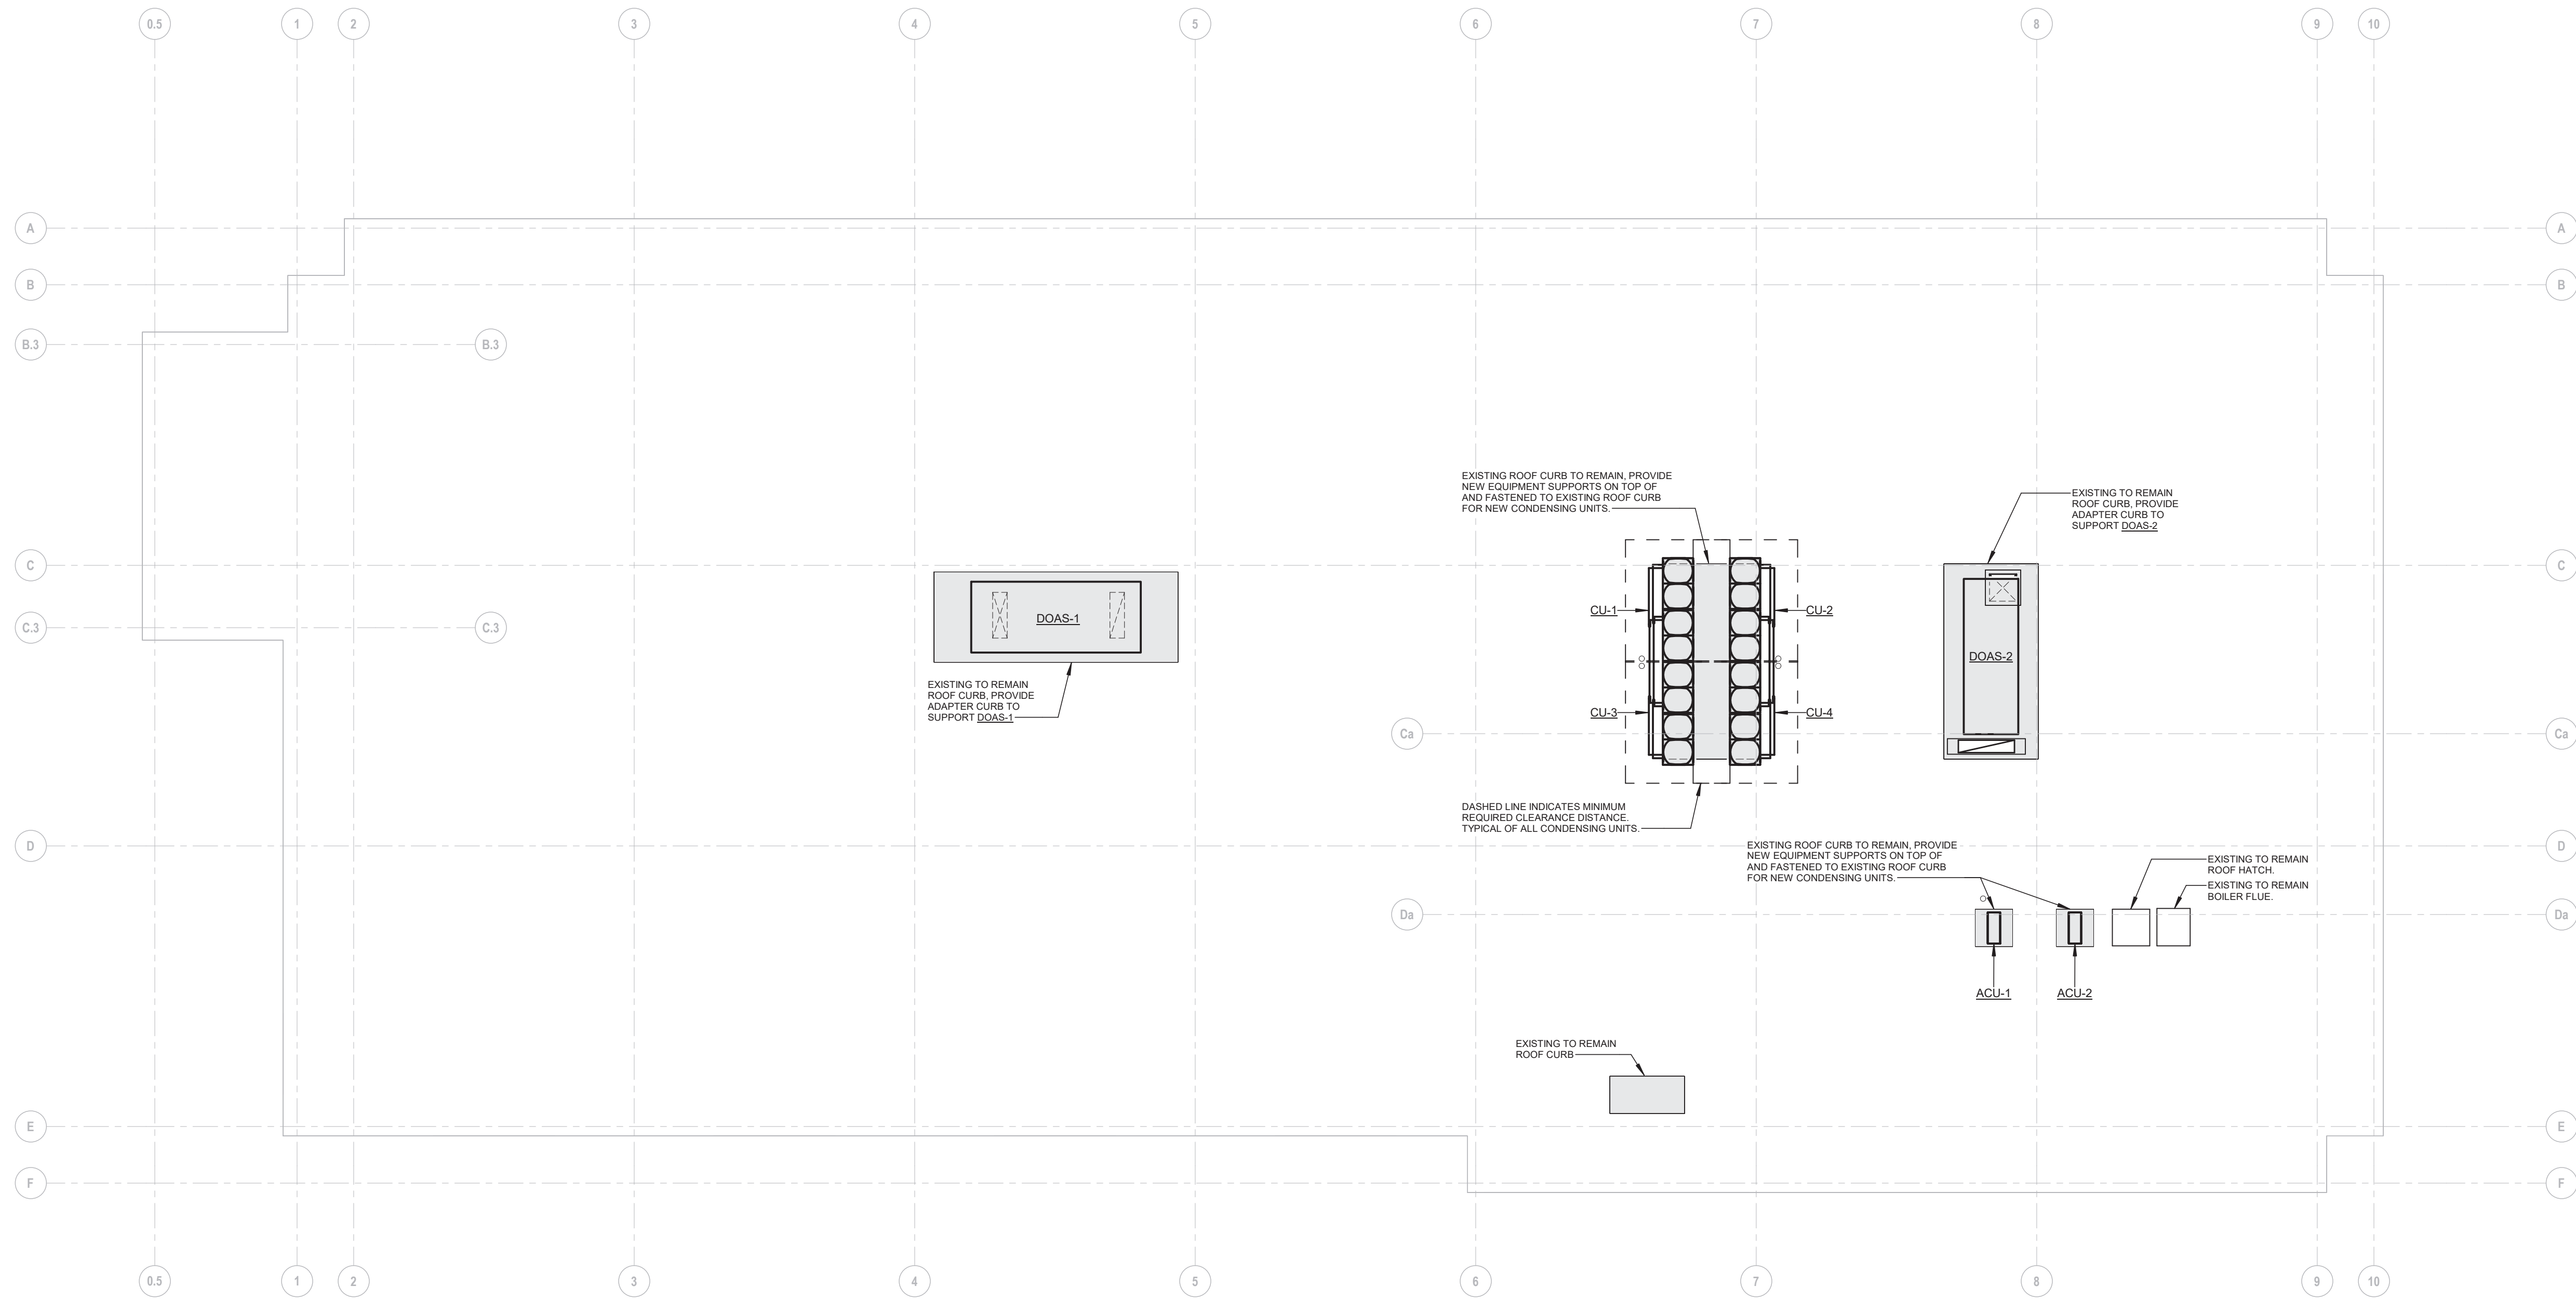 0.5 1 2 3 4 5 6 7 8 9 10
A A
B B
B.3 B.3
EXISTING ROOF CURB TO REMAIN, PROVIDE
NEW EQUIPMENT SUPPORTS ON TOP OF
AND FASTENED TO EXISTING ROOF CURB
FOR NEW CONDENSING UNITS.
EXISTING TO REMAIN
ROOF CURB, PROVIDE
ADAPTER CURB TO
SUPPORT DOAS-2
C C
C.3 C.3
DOAS-1
CU-1 CU-2
DOAS-2
EXISTING TO REMAIN
ROOF CURB, PROVIDE
ADAPTER CURB TO
SUPPORT DOAS-1
CU-3 CU-4
Ca Ca
DASHED LINE INDICATES MINIMUM
REQUIRED CLEARANCE DISTANCE.
TYPICAL OF ALL CONDENSING UNITS.
D D
EXISTING ROOF CURB TO REMAIN, PROVIDE
NEW EQUIPMENT SUPPORTS ON TOP OF
AND FASTENED TO EXISTING ROOF CURB
FOR NEW CONDENSING UNITS.
EXISTING TO REMAIN
ROOF HATCH.
EXISTING TO REMAIN
BOILER FLUE.
Da Da
ACU-1 ACU-2
EXISTING TO REMAIN
ROOF CURB
E E
F F
0.5 1 2 3 4 5 6 7 8 9 10